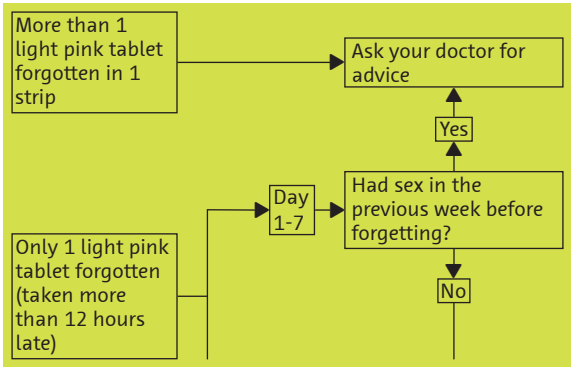 More than 1
light pink tablet
forgotten in 1
strip
Ask your doctor for
advice
Yes
Day
1-7
Had sex in the
previous week before
forgetting?
Only 1 light pink
tablet forgotten
(taken more
than 12 hours
late)
No